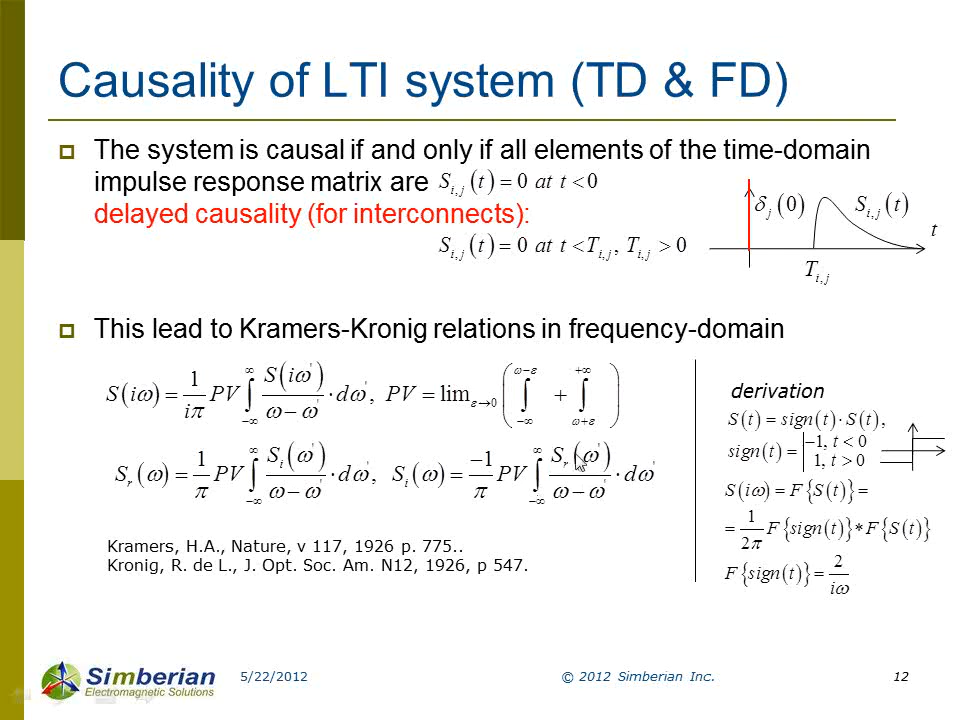 Causality of LTI system (TD & FD)
The system is causal if and only if all elements of the time-domain
impulse response matrix are S_{i,j}(t) = 0 at t < 0
delayed causality (for interconnects):
S_{i,j}(t) = 0 at t < T_{i,j}, T_{i,j} > 0
δ_j(0)
S_{i,j}(t)
t
T_{i,j}
This lead to Kramers-Kronig relations in frequency-domain
S(iω) = 1/(iπ) PV ∫_{-∞}^{∞} S(iω')/(ω-ω') · dω', PV = lim_{ε→0} (∫_{-∞}^{ω-ε} + ∫_{ω+ε}^{+∞})
S_r(ω) = 1/π PV ∫_{-∞}^{∞} S_i(ω')/(ω-ω') · dω', S_i(ω) = -1/π PV ∫_{-∞}^{∞} S_r(ω')/(ω-ω') · dω'
Kramers, H.A., Nature, v 117, 1926 p. 775..
Kronig, R. de L., J. Opt. Soc. Am. N12, 1926, p 547.
derivation
S(t) = sign(t) · S(t),
sign(t) = |-1, t < 0
1, t > 0
S(iω) = F{S(t)} =
= 1/(2π) F{sign(t)} * F{S(t)}
F{sign(t)} = 2/(iω)
Simberian
Electromagnetic Solutions
5/22/2012
© 2012 Simberian Inc.
12